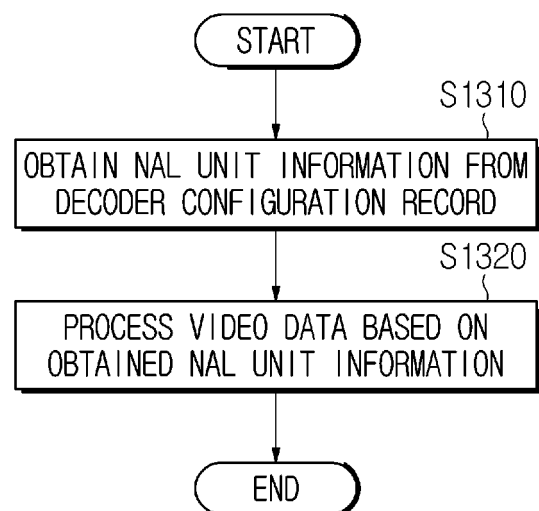 START
S1310
OBTAIN NAL UNIT INFORMATION FROM
DECODER CONFIGURATION RECORD
S1320
PROCESS VIDEO DATA BASED ON
OBTAINED NAL UNIT INFORMATION
END